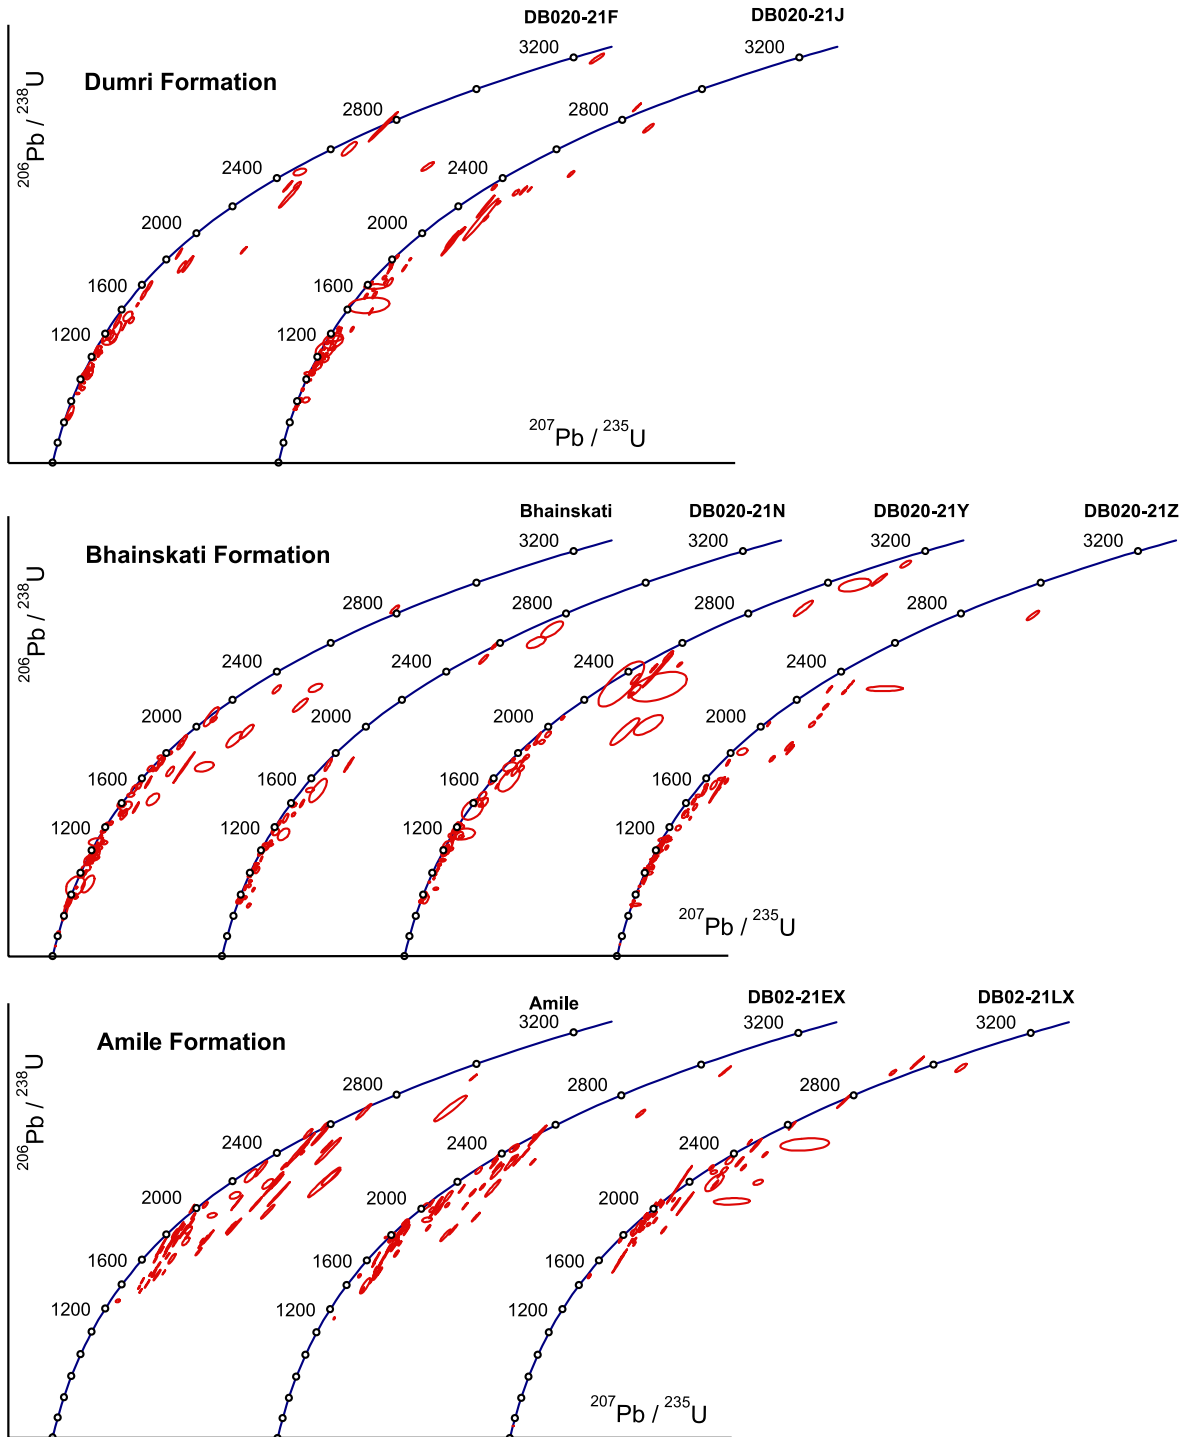 DB020-21F DB020-21J
3200 3200
Dumri Formation
206Pb / 238U
2800 2800
2400 2400
2000 2000
1600 1600
1200 1200
207Pb / 235U
Bhainskati DB020-21N DB020-21Y DB020-21Z
3200 3200 3200 3200
Bhainskati Formation
206Pb / 238U
2800 2800 2800 2800
2400 2400 2400 2400
2000 2000 2000 2000
1600 1600 1600 1600
1200 1200 1200 1200
207Pb / 235U
Amile DB02-21EX DB02-21LX
3200 3200 3200
Amile Formation
206Pb / 238U
2800 2800 2800
2400 2400 2400
2000 2000 2000
1600 1600 1600
1200 1200 1200
207Pb / 235U